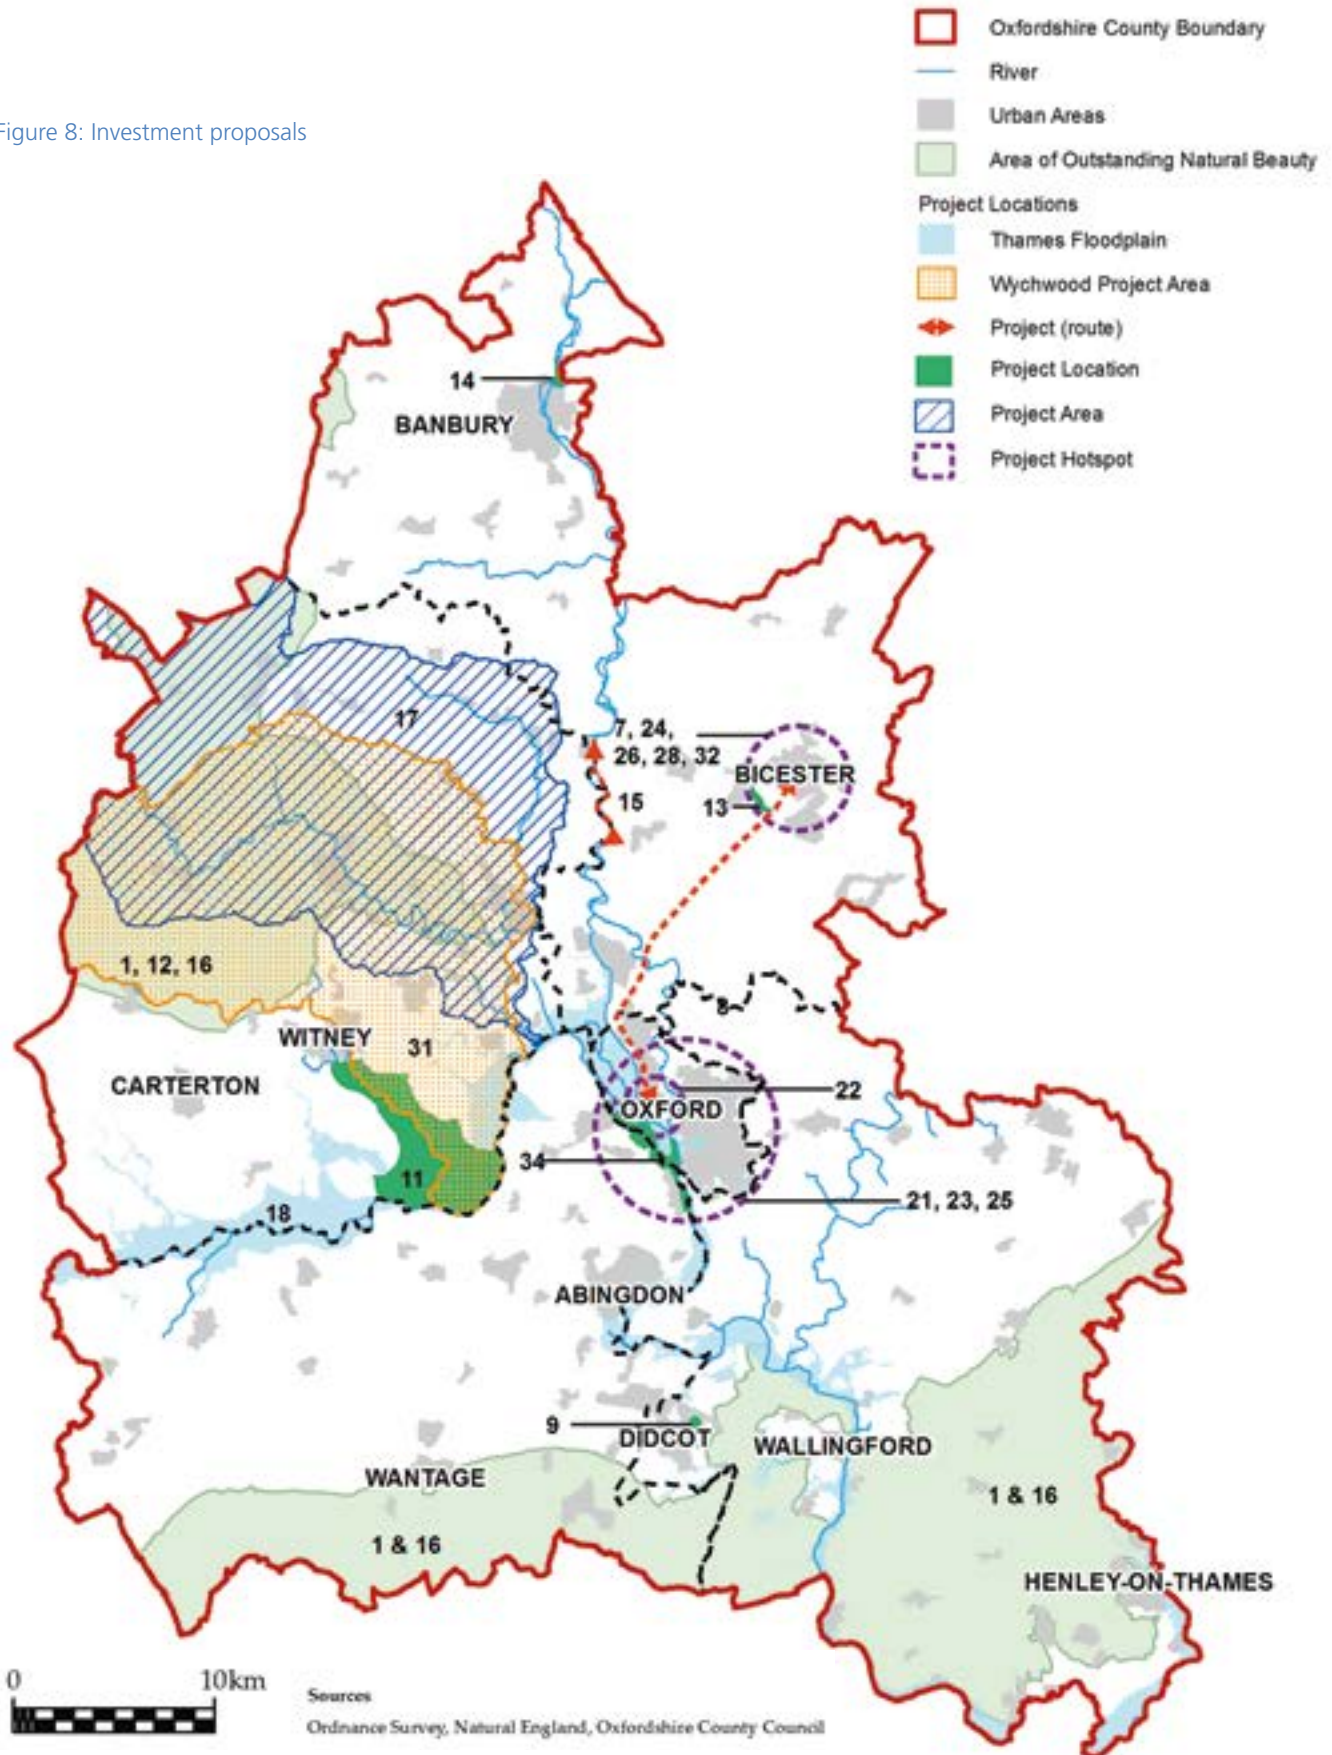 Oxfordshire County Boundary
River
Urban Areas
Area of Outstanding Natural Beauty
Project Locations
Thames Floodplain
Wychwood Project Area
Project (route)
Project Location
Project Area
Project Hotspot
Figure 8: Investment proposals
14
BANBURY
17
7, 24,
26, 28, 32
BICESTER
13
15
1, 12, 16
8
WITNEY
31
CARTERTON
22
OXFORD
34
11
21, 23, 25
18
ABINGDON
9
DIDCOT
WALLINGFORD
WANTAGE
1 & 16
1 & 16
HENLEY-ON-THAMES
0
10km
Sources
Ordnance Survey, Natural England, Oxfordshire County Council